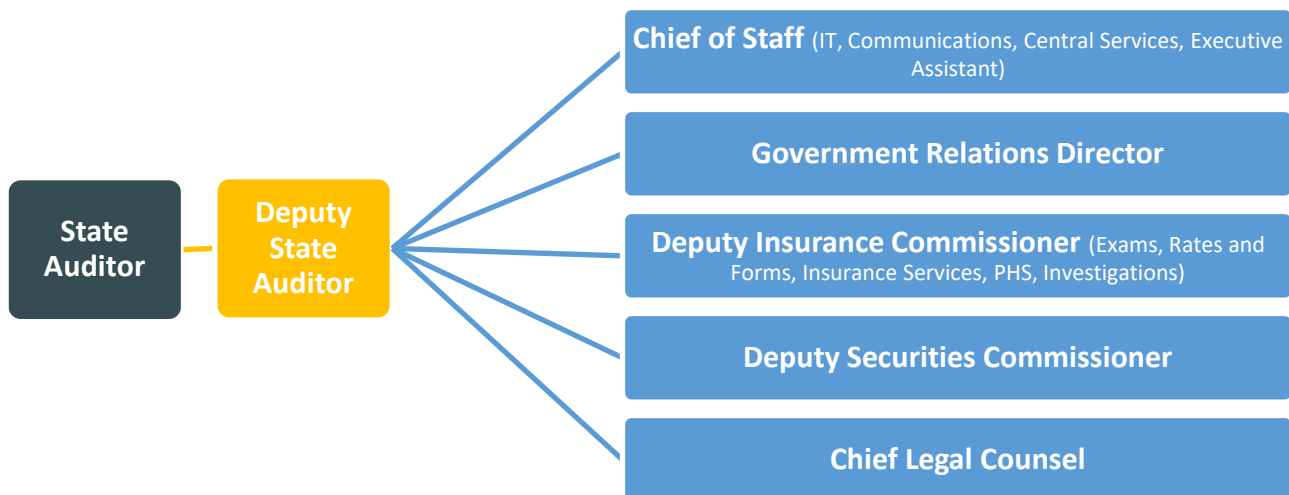 State
Auditor
Deputy
State
Auditor
Chief of Staff (IT, Communications, Central Services, Executive
Assistant)
Government Relations Director
Deputy Insurance Commissioner (Exams, Rates and
Forms, Insurance Services, PHS, Investigations)
Deputy Securities Commissioner
Chief Legal Counsel